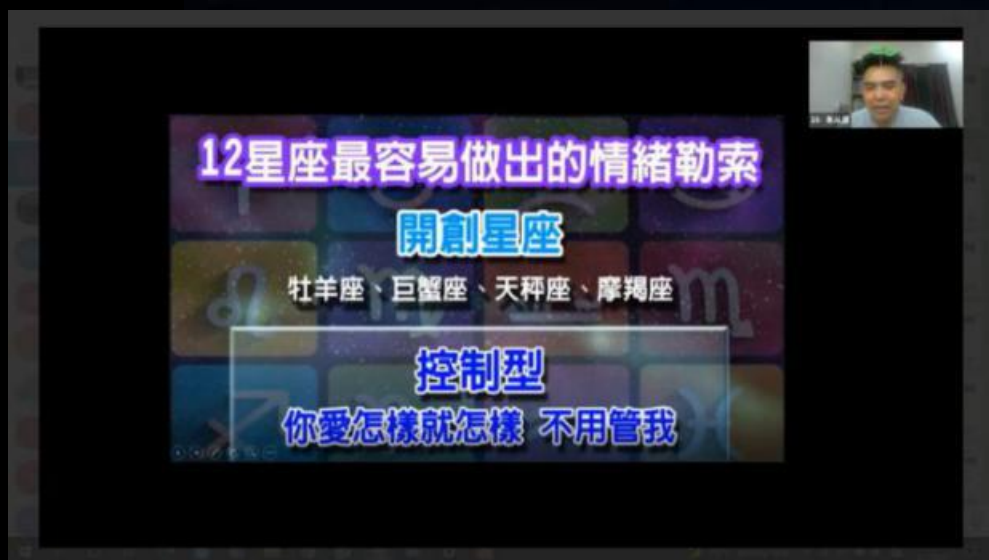 12星座最容易做出的情緒勒索
開創星座
牡羊座、巨蟹座、天秤座、摩羯座
控制型
你愛怎樣就怎樣 不用管我